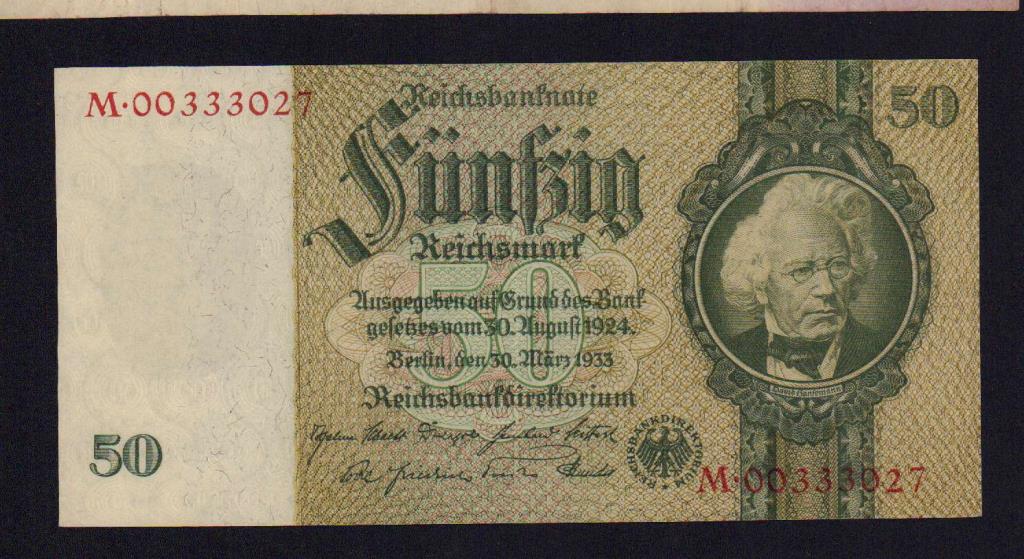 M·00333027
Reichsbanknote
50
Fünfzig
Reichsmark
50
Ausgegeben auf Grund des Bank
gesetzes vom 30. August 1924.
Berlin, den 30. März 1933
Reichsbankdirektorium
50
REICHSBANKDIREKTORIUM
M·00333027